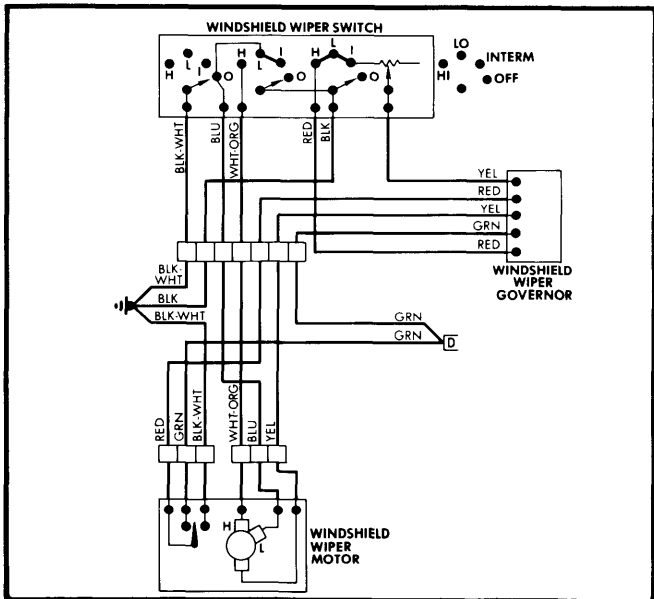 WINDSHIELD WIPER SWITCH
H L I O
H L I O
H L I O
LO
HI INTERM
OFF
BLK-WHT
BLU
WHT-ORG
RED
BLK
YEL
RED
YEL
GRN
RED
WINDSHIELD
WIPER
GOVERNOR
BLK-
WHT
BLK
BLK-WHT
GRN
GRN
D
RED
GRN
BLK-WHT
WHT-ORG
BLU
YEL
H
L
WINDSHIELD
WIPER
MOTOR